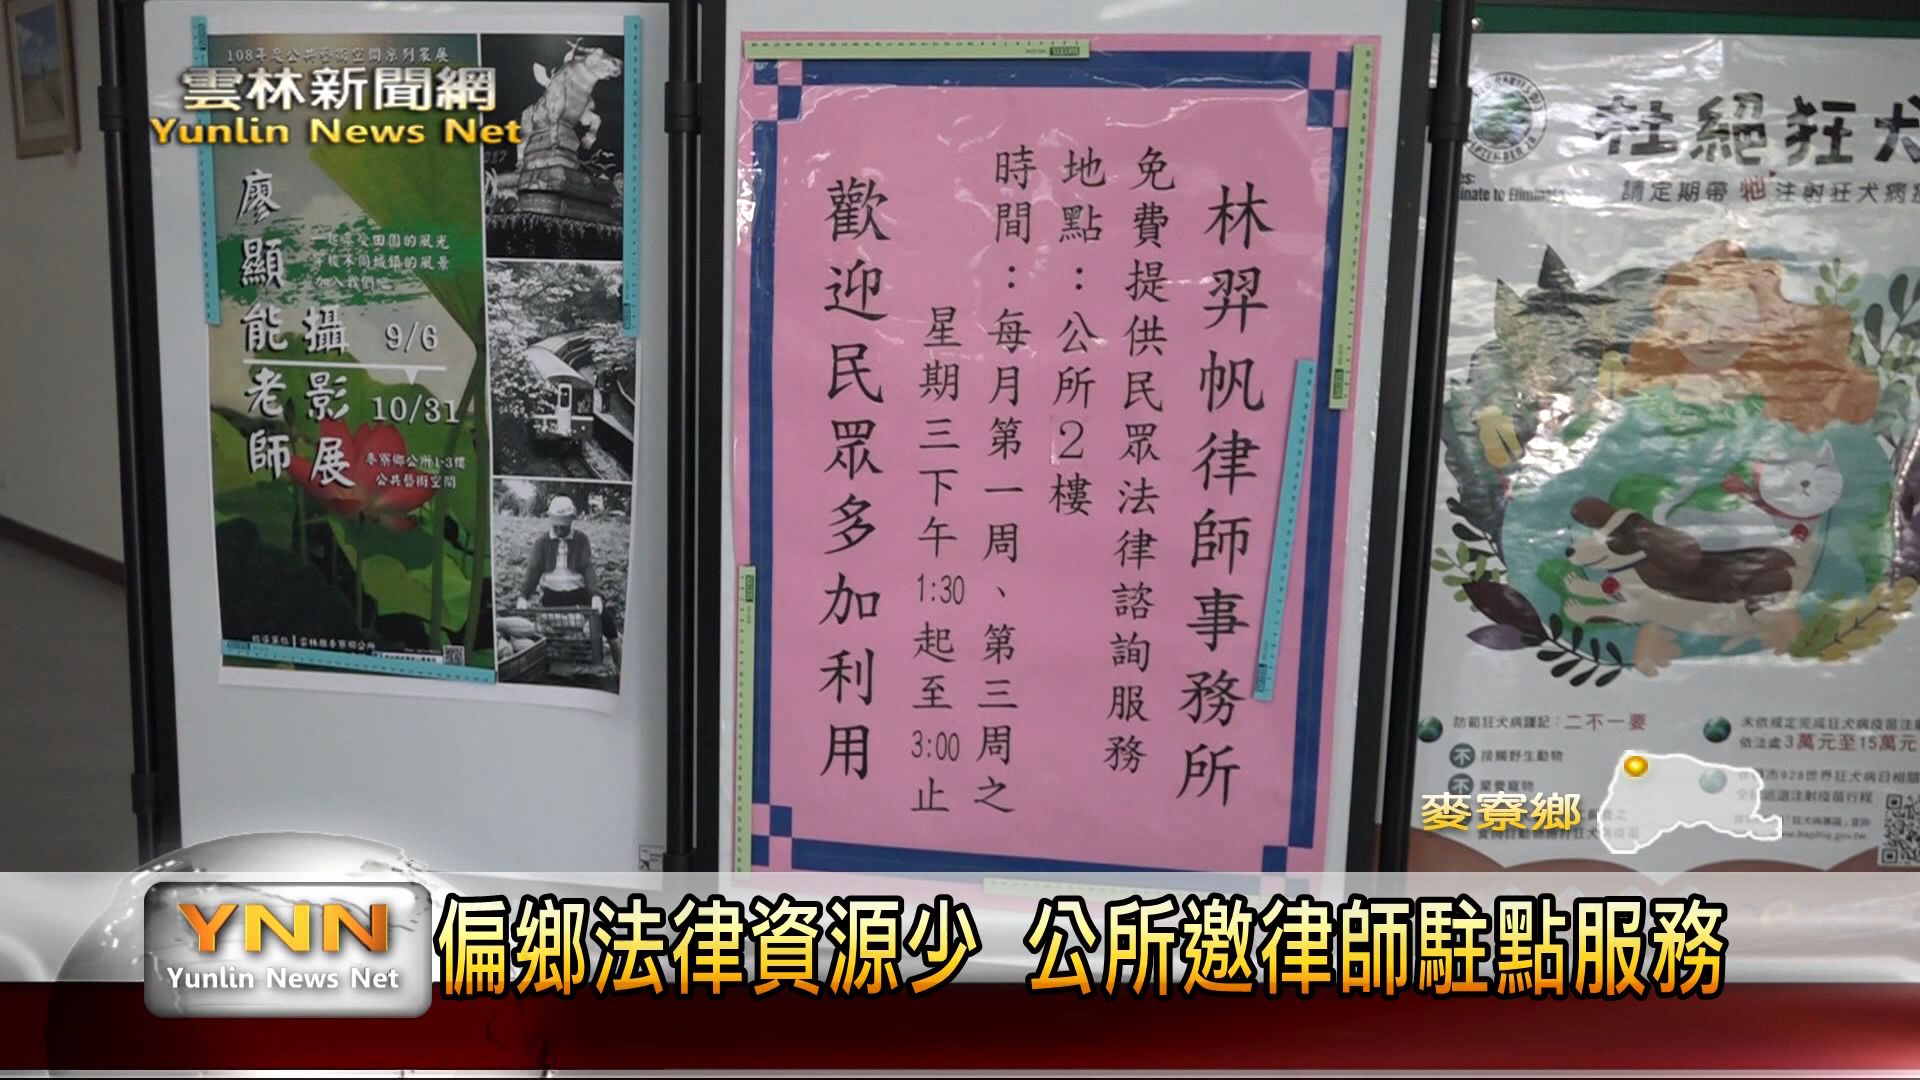 雲林新聞網
Yunlin News Net
108年度公共藝術空間系列策展
廖顯能老師
攝影展
9/6
10/31
麥寮鄉公所1-3樓
公共藝術空間
林羿帆律師事務所
免費提供民眾法律諮詢服務
地點：公所2樓
時間：每月第一周、第三周之
星期三下午1:30起至3:00止
歡迎民眾多加利用
杜絕狂犬
請定期帶牠注射狂犬病疫
防範狂犬病謹記：二不一要
不 接觸野生動物
不 棄養寵物
未依規定完成狂犬病疫苗注射
依法處3萬元至15萬元
麥寮鄉
YNN
Yunlin News Net
偏鄉法律資源少 公所邀律師駐點服務